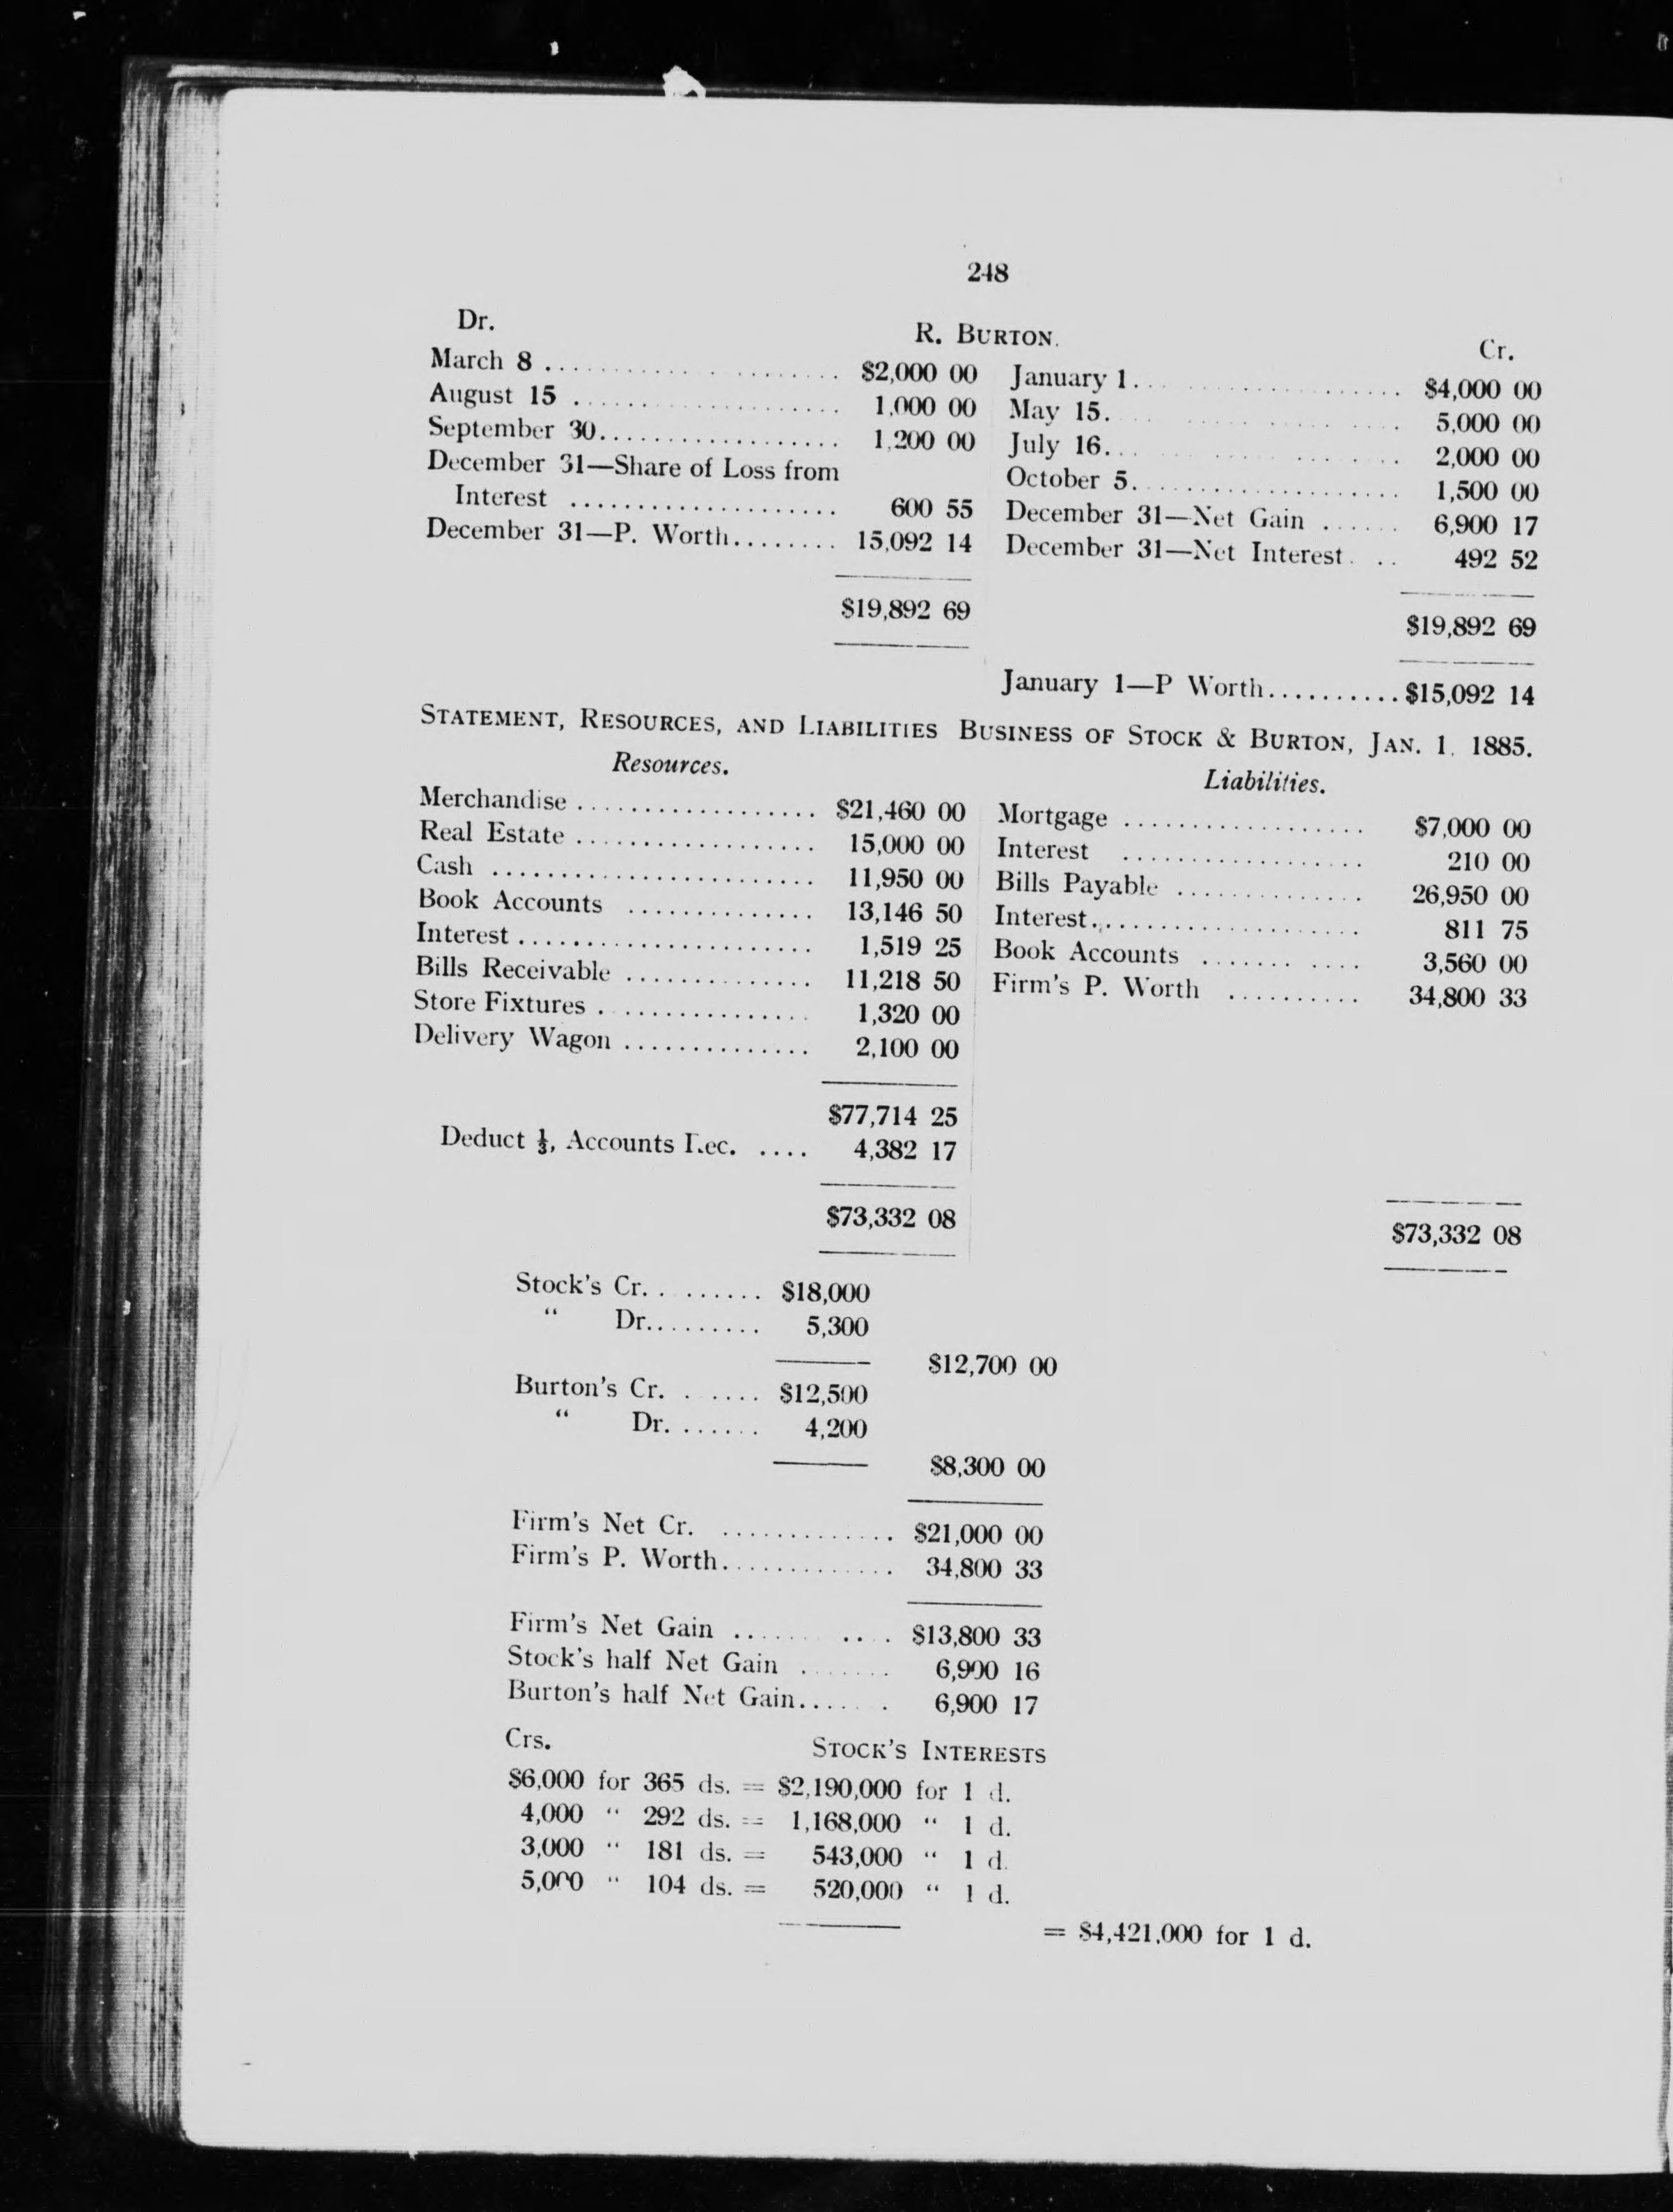 248
Dr. R. BURTON. Cr.
March 8 .................... $2,000 00 January 1.................... $4,000 00
August 15 .................... 1,000 00 May 15.................... 5,000 00
September 30.................. 1,200 00 July 16.................... 2,000 00
December 31—Share of Loss from October 5.................... 1,500 00
Interest .................... 600 55 December 31—Net Gain ...... 6,900 17
December 31—P. Worth........ 15,092 14 December 31—Net Interest. .. 492 52
$19,892 69 $19,892 69
January 1—P Worth..........$15,092 14
STATEMENT, RESOURCES, AND LIABILITIES BUSINESS OF STOCK & BURTON, JAN. 1. 1885.
Resources. Liabilities.
Merchandise .................. $21,460 00 Mortgage .................. $7,000 00
Real Estate .................. 15,000 00 Interest .................. 210 00
Cash ........................ 11,950 00 Bills Payable .............. 26,950 00
Book Accounts .............. 13,146 50 Interest.................... 811 75
Interest...................... 1,519 25 Book Accounts ....... .... 3,560 00
Bills Receivable .............. 11,218 50 Firm's P. Worth .......... 34,800 33
Store Fixtures ................ 1,320 00
Delivery Wagon .............. 2,100 00
$77,714 25
Deduct ⅓, Accounts Rec. .... 4,382 17
$73,332 08 $73,332 08
Stock's Cr. ........ $18,000
“ Dr......... 5,300
$12,700 00
Burton's Cr. ...... $12,500
“ Dr. ...... 4,200
$8,300 00
Firm's Net Cr. ............. $21,000 00
Firm's P. Worth............. 34,800 33
Firm's Net Gain ...... .... $13,800 33
Stock's half Net Gain ....... 6,900 16
Burton's half Net Gain....... 6,900 17
Crs. STOCK'S INTERESTS
$6,000 for 365 ds. = $2,190,000 for 1 d.
4,000 “ 292 ds. = 1,168,000 “ 1 d.
3,000 “ 181 ds. = 543,000 “ 1 d.
5,000 “ 104 ds. = 520,000 “ 1 d.
= $4,421,000 for 1 d.